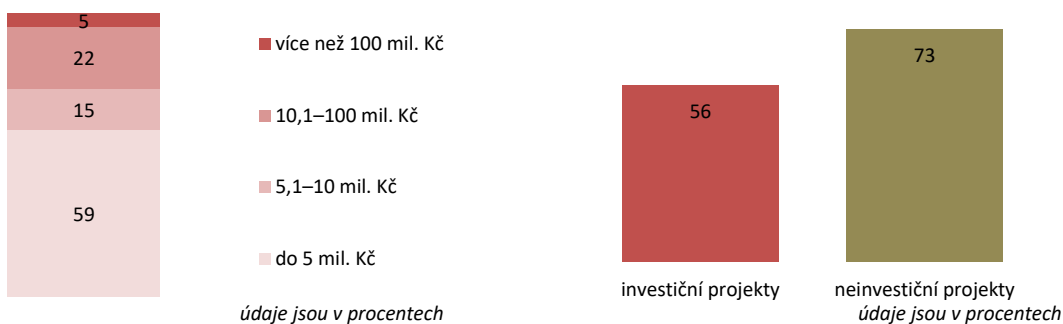 5
22
15
59
více než 100 mil. Kč
10,1–100 mil. Kč
5,1–10 mil. Kč
do 5 mil. Kč
údaje jsou v procentech
56
73
investiční projekty
neinvestiční projekty
údaje jsou v procentech